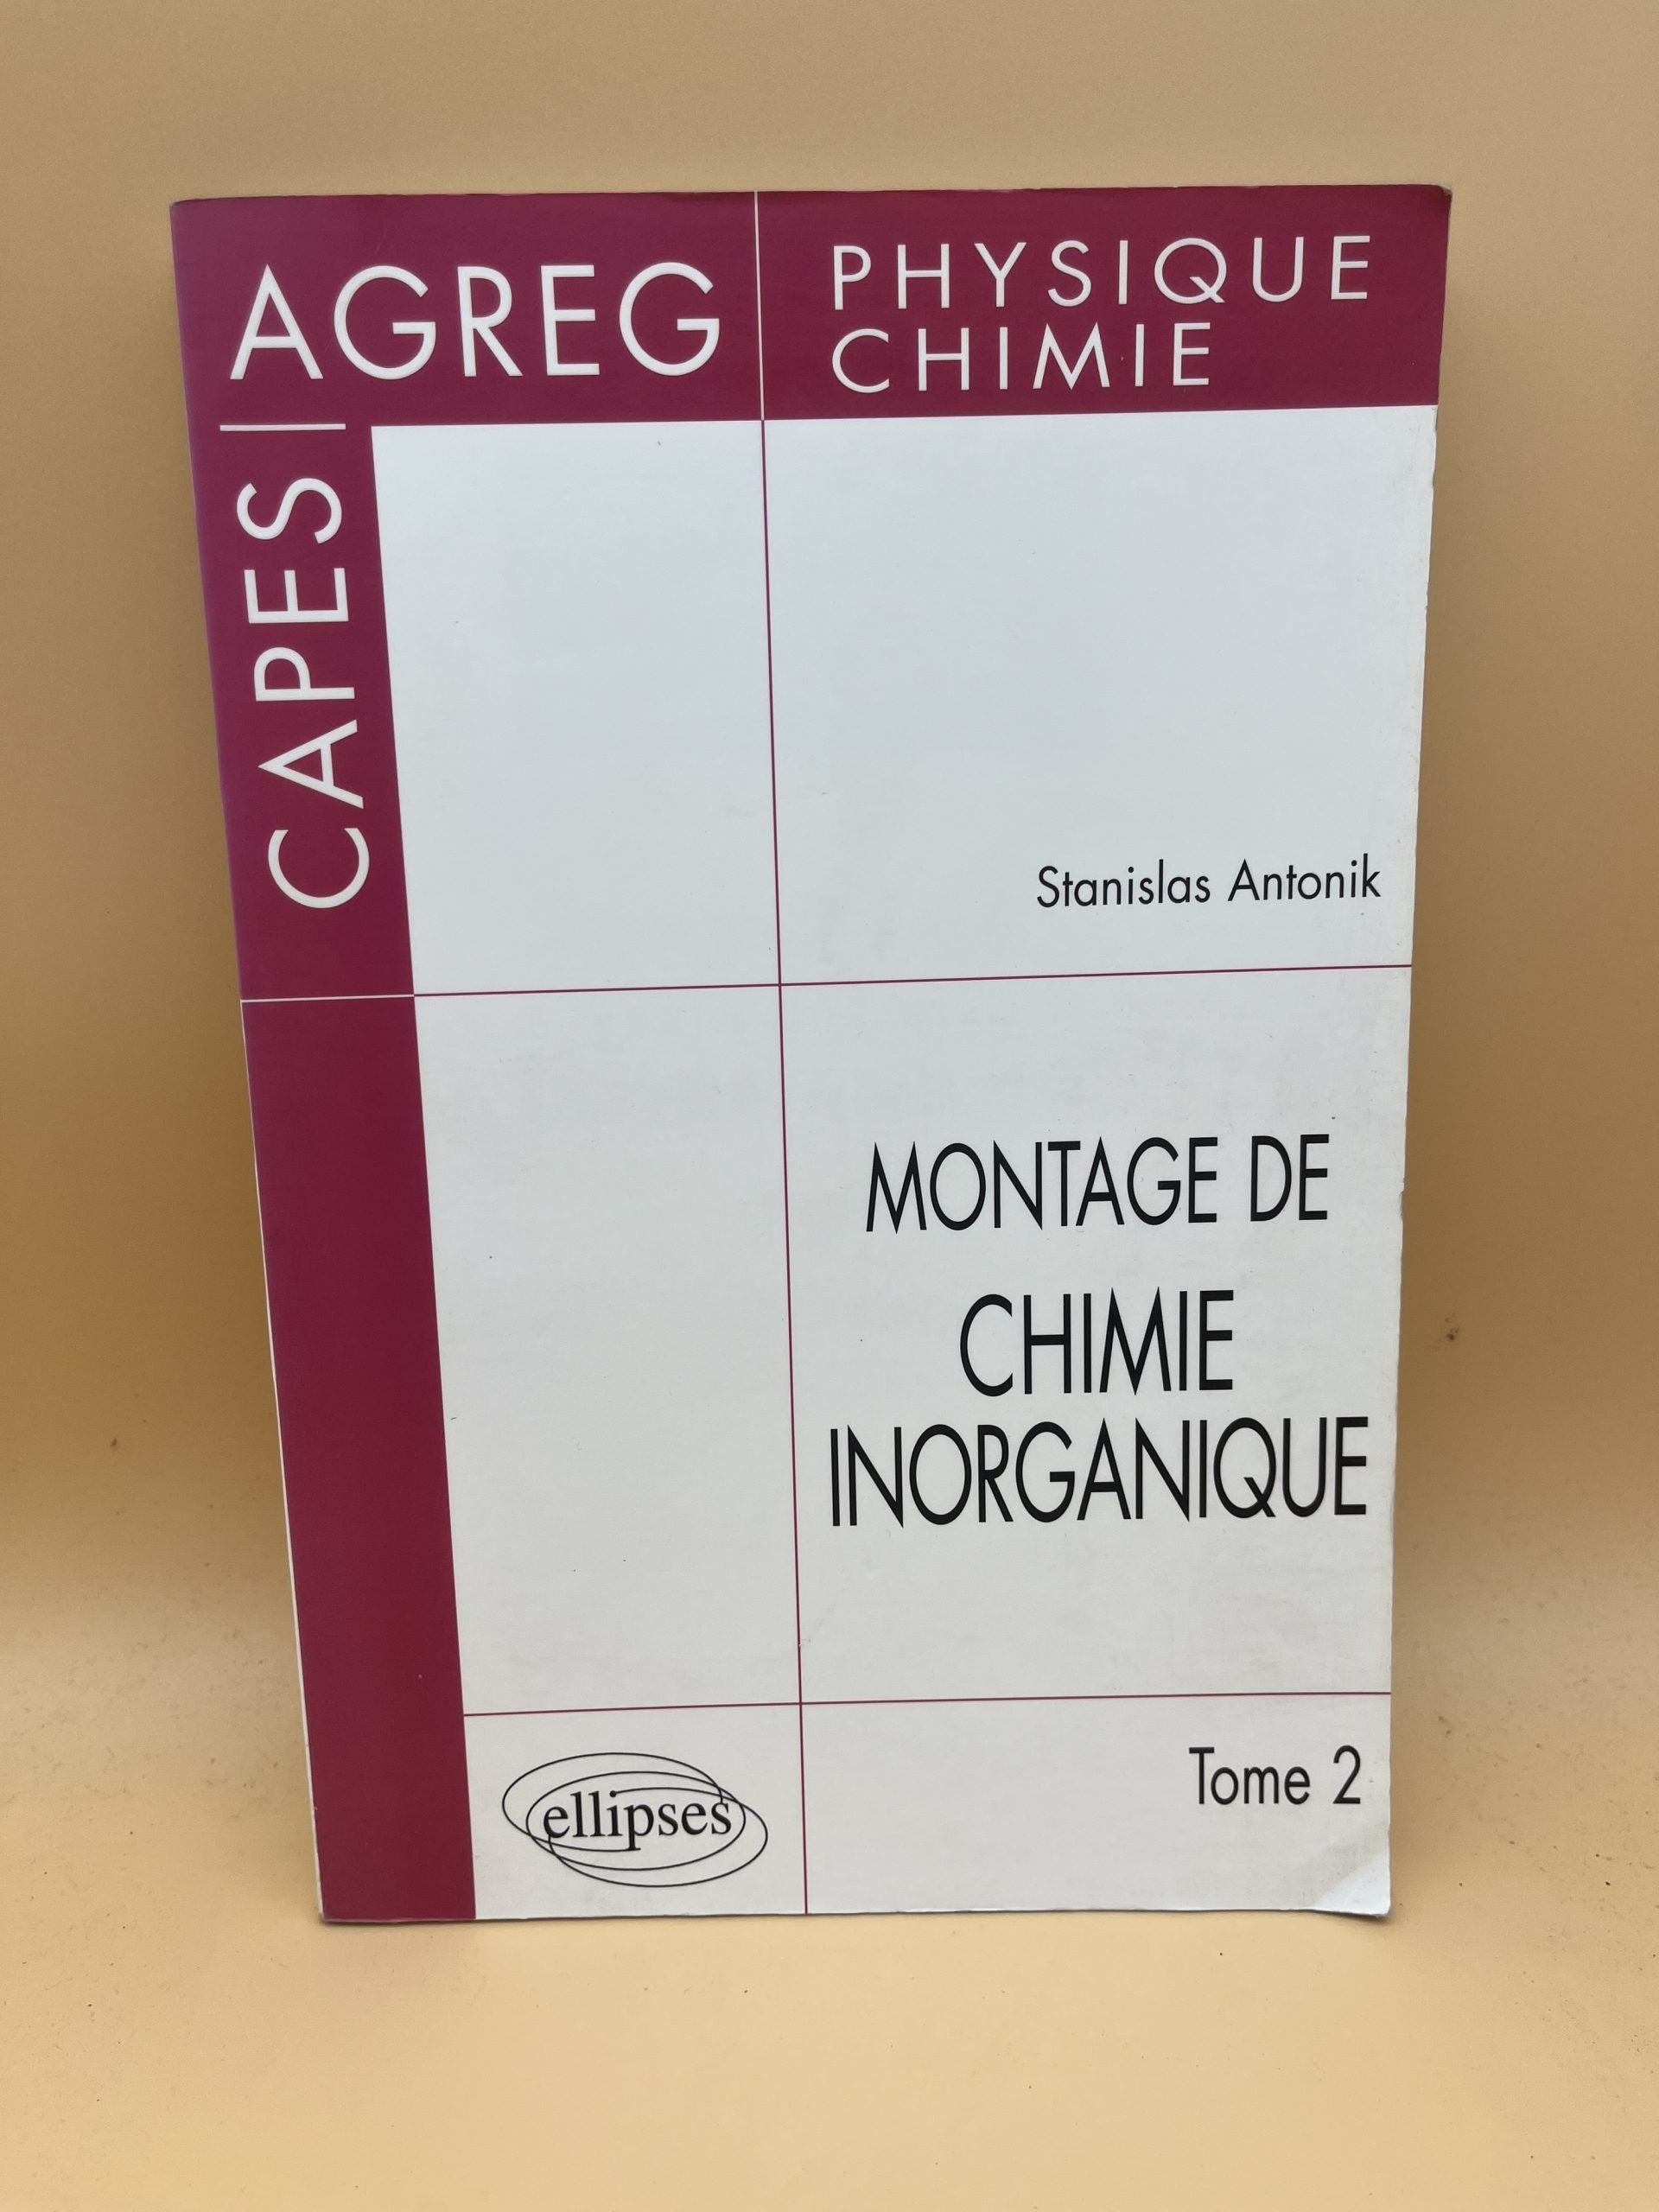 AGREG
PHYSIQUE
CHIMIE
CAPES
Stanislas Antonik
MONTAGE DE
CHIMIE
INORGANIQUE
Tome 2
ellipses